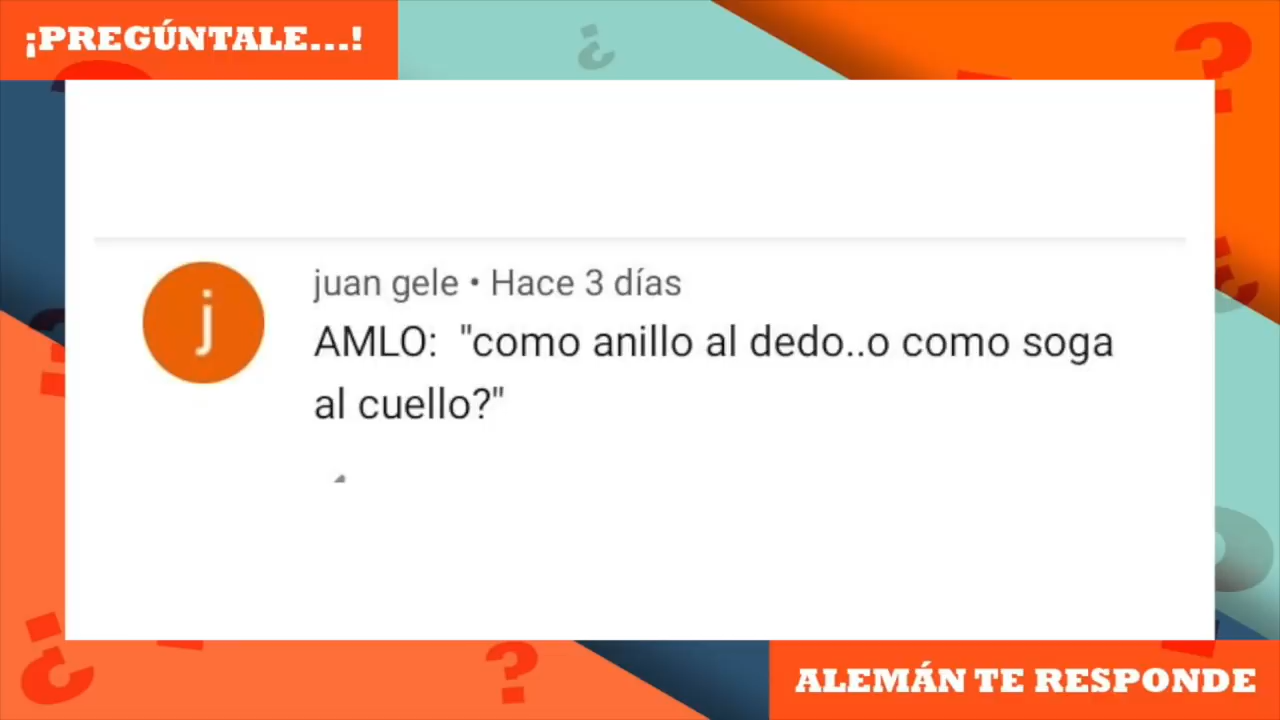 ¡PREGÚNTALE...!
juan gele • Hace 3 días
AMLO:  "como anillo al dedo..o como soga
al cuello?"
ALEMÁN TE RESPONDE